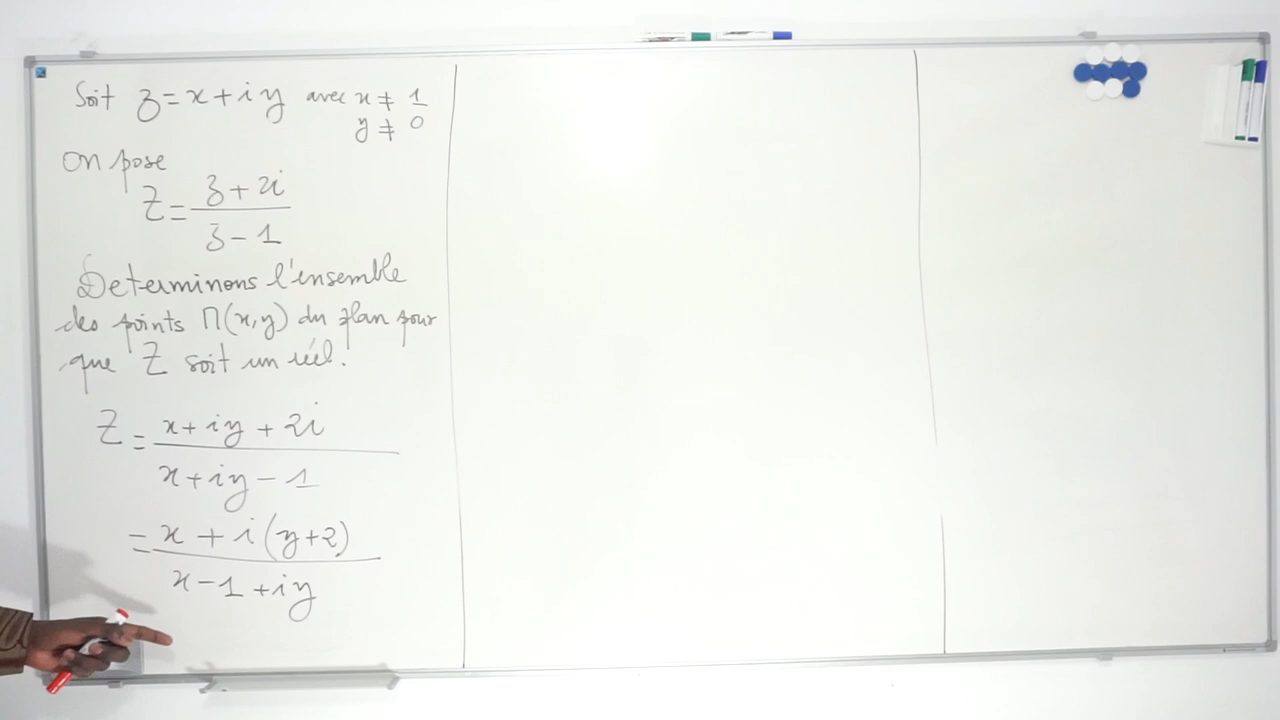 Soit z = x + iy avec x ≠ 1
y ≠ 0
On pose
Z = (z + 2i) / (z - 1)
Determinons l'ensemble
des points M(x,y) du plan pour
que Z soit un réel.
Z = (x + iy + 2i) / (x + iy - 1)
= (x + i(y+2)) / (x - 1 + iy)